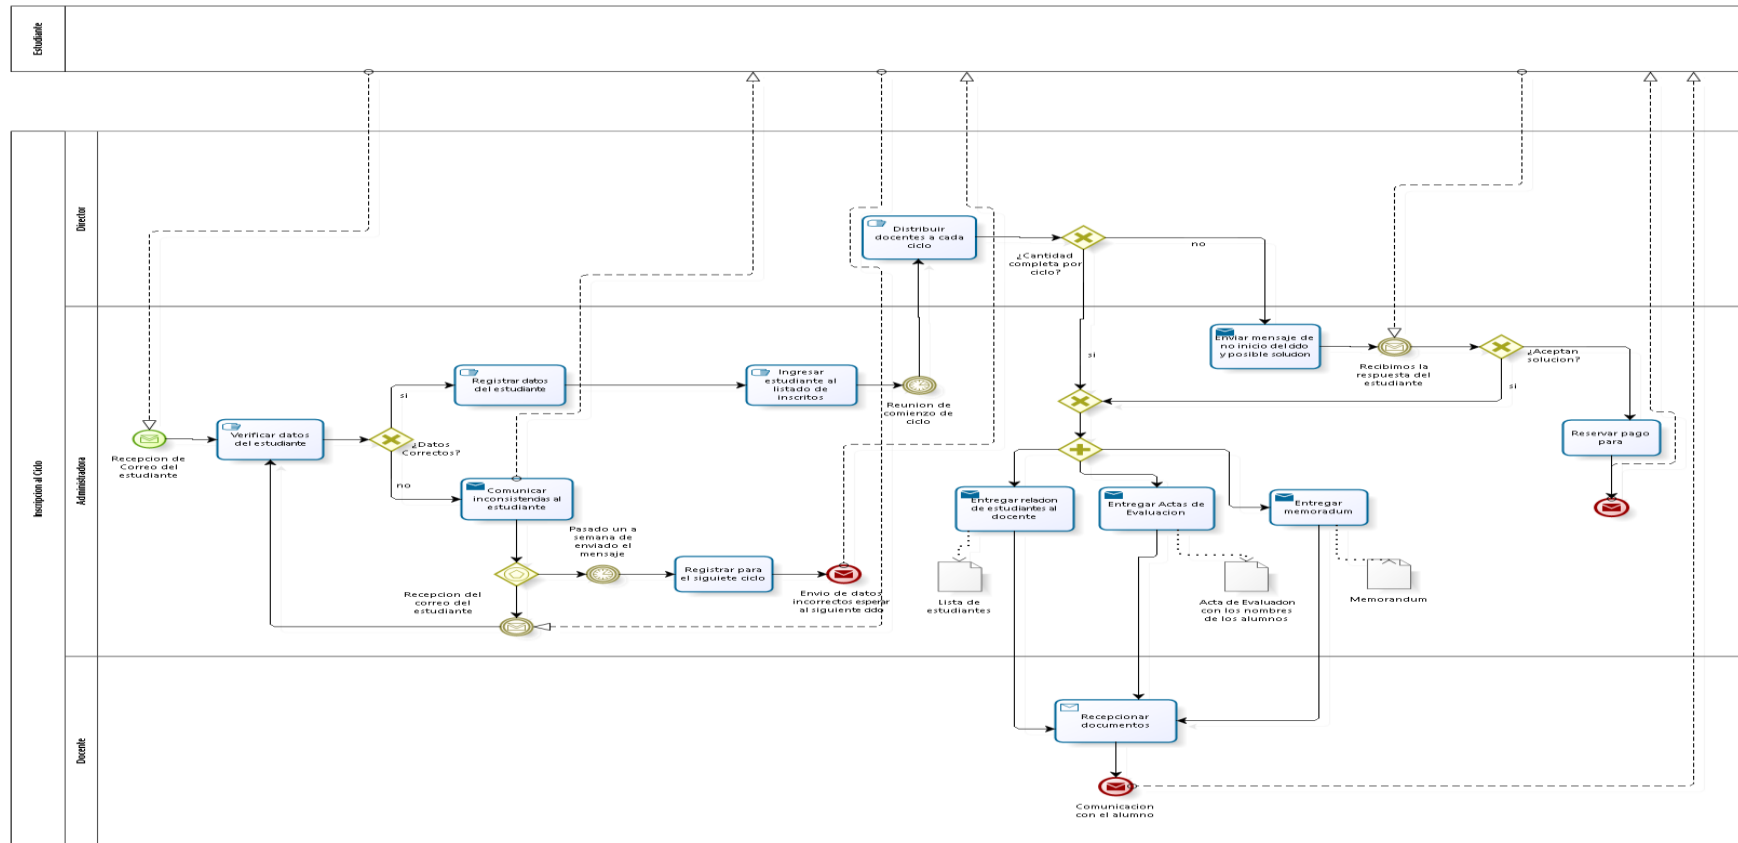 Estudiante
Inscripcion al Ciclo
Director
Administradora
Docente
Distribuir
docentes a cada
ciclo
¿Cantidad
completa por
ciclo?
no
si
Enviar mensaje de
no inicio del ciclo
y posible solucion
Recibimos la
respuesta del
estudiante
¿Aceptan
solucion?
si
Reservar pago
para
Recepcion de
Correo del
estudiante
Verificar datos
del estudiante
¿Datos
Correctos?
si
no
Registrar datos
del estudiante
Ingresar
estudiante al
listado de
inscritos
Reunion de
comienzo de
ciclo
Comunicar
inconsistencias al
estudiante
Pasado un a
semana de
enviado el
mensaje
Registrar para
el siguiete ciclo
Envio de datos
incorrectos esperar
al siguiente ciclo
Recepcion del
correo del
estudiante
Entregar relacion
de estudiantes al
docente
Entregar Actas de
Evaluacion
Entregar
memoradum
Lista de
estudiantes
Acta de Evaluacion
con los nombres
de los alumnos
Memorandum
Recepcionar
documentos
Comunicacion
con el alumno